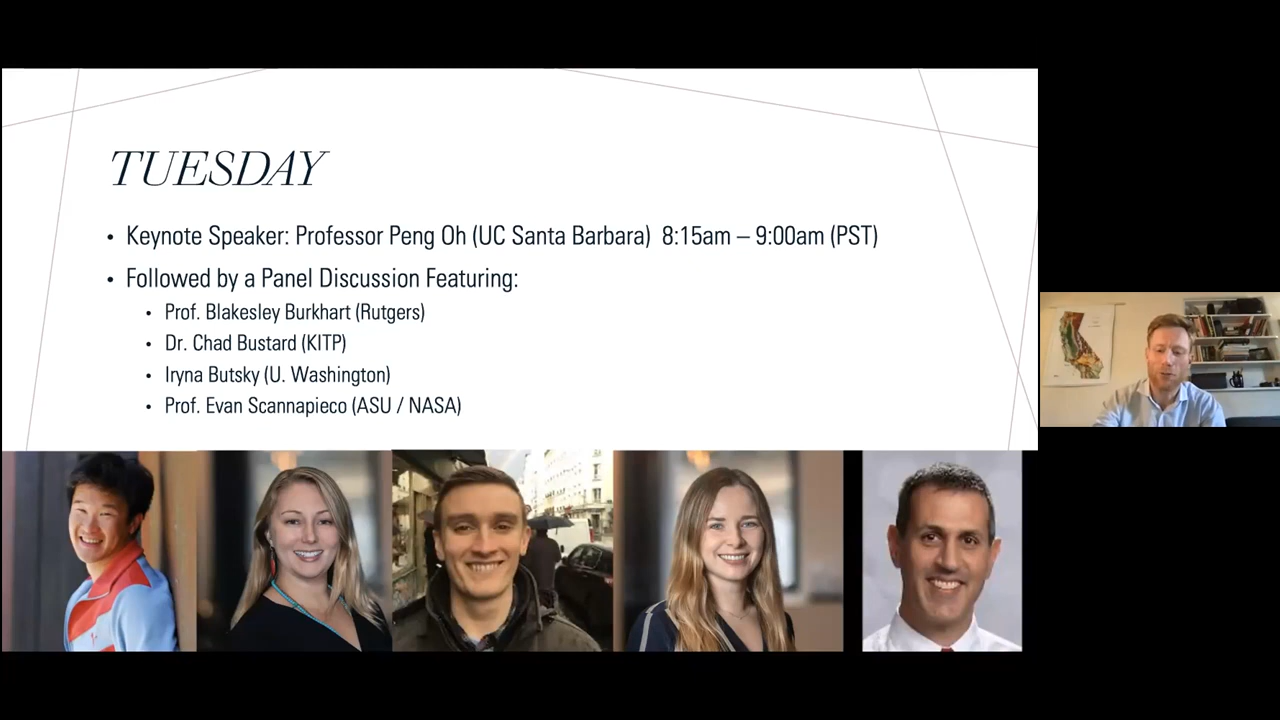 TUESDAY
• Keynote Speaker: Professor Peng Oh (UC Santa Barbara) 8:15am – 9:00am (PST)
• Followed by a Panel Discussion Featuring:
• Prof. Blakesley Burkhart (Rutgers)
• Dr. Chad Bustard (KITP)
• Iryna Butsky (U. Washington)
• Prof. Evan Scannapieco (ASU / NASA)